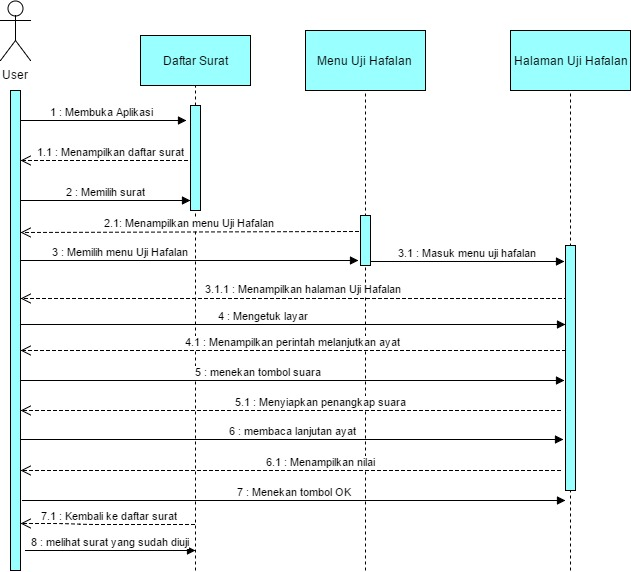 User
Daftar Surat
Menu Uji Hafalan
Halaman Uji Hafalan
1 : Membuka Aplikasi
1.1 : Menampilkan daftar surat
2 : Memilih surat
2.1: Menampilkan menu Uji Hafalan
3 : Memilih menu Uji Hafalan
3.1 : Masuk menu uji hafalan
3.1.1 : Menampilkan halaman Uji Hafalan
4 : Mengetuk layar
4.1 : Menampilkan perintah melanjutkan ayat
5 : menekan tombol suara
5.1 : Menyiapkan penangkap suara
6 : membaca lanjutan ayat
6.1 : Menampilkan nilai
7 : Menekan tombol OK
7.1 : Kembali ke daftar surat
8 : melihat surat yang sudah diuji